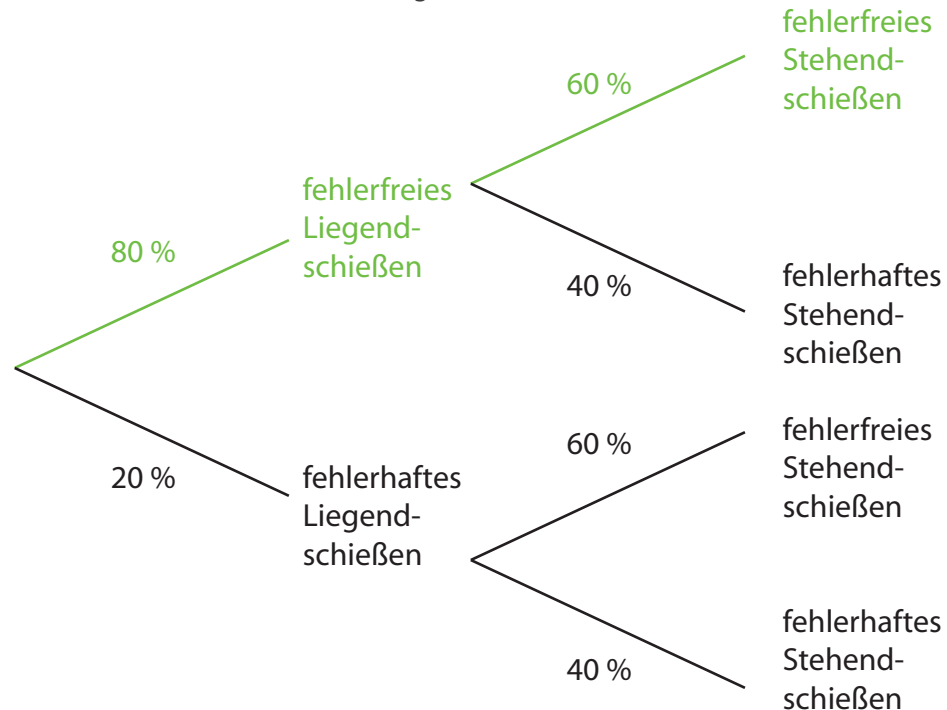 fehlerfreies
Stehend-
schießen
60 %
fehlerfreies
Liegend-
schießen
80 %
40 %
fehlerhaftes
Stehend-
schießen
20 %
fehlerhaftes
Liegend-
schießen
60 %
fehlerfreies
Stehend-
schießen
40 %
fehlerhaftes
Stehend-
schießen